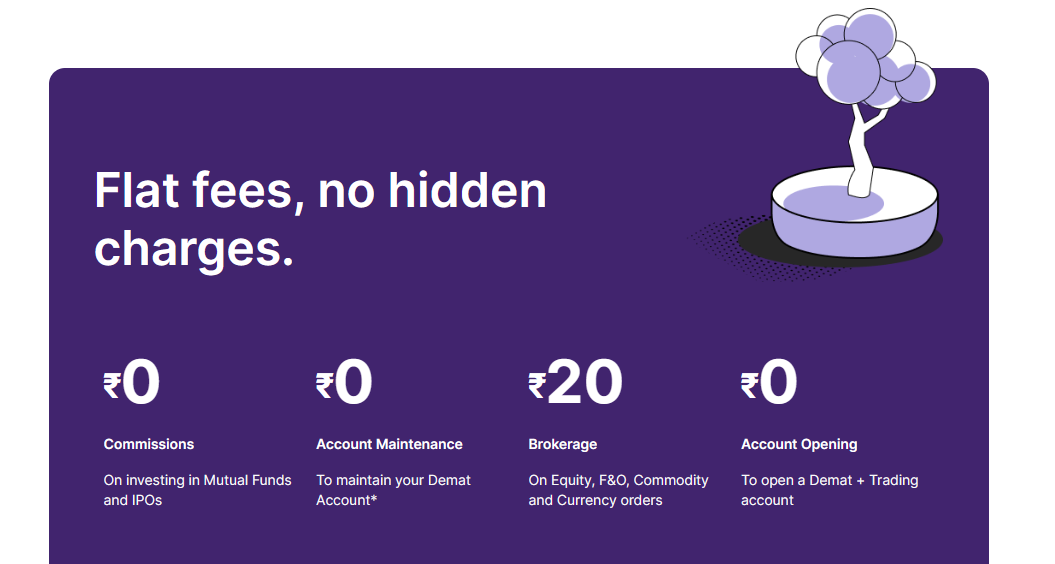 Flat fees, no hidden
charges.
₹0
Commissions
On investing in Mutual Funds
and IPOs
₹0
Account Maintenance
To maintain your Demat
Account*
₹20
Brokerage
On Equity, F&O, Commodity
and Currency orders
₹0
Account Opening
To open a Demat + Trading
account